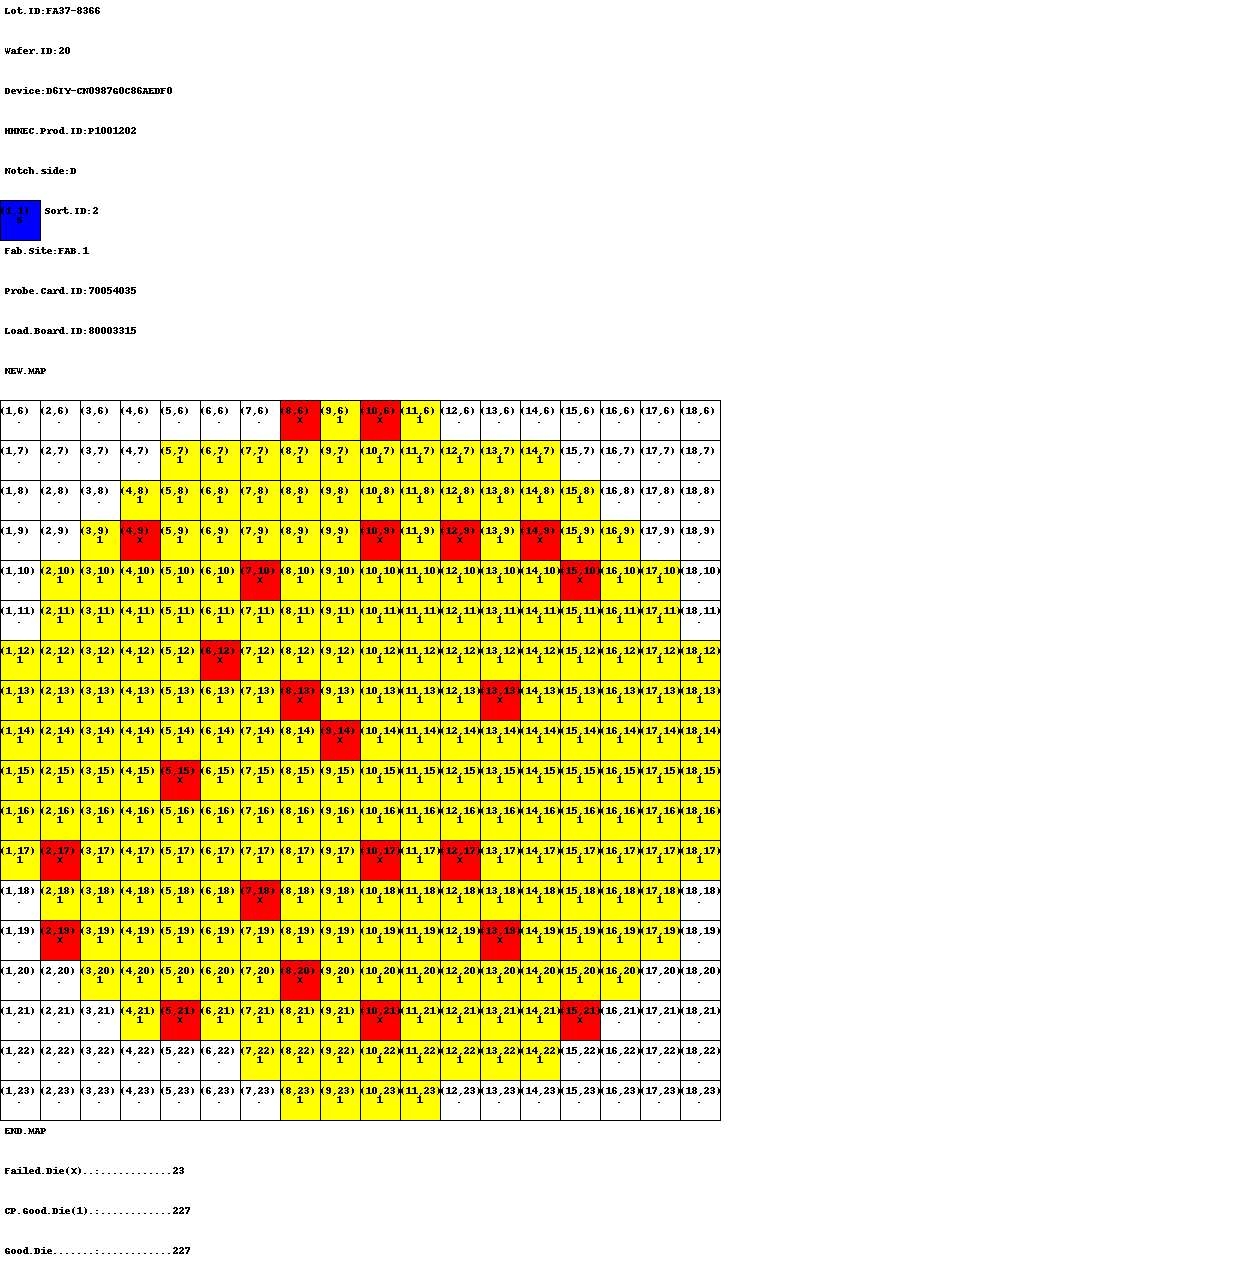 Lot.ID:FA37-8366
Wafer.ID:20
Device:D6IY-CN0987G0C86AEDF0
HHNEC.Prod.ID:P1001202
Notch.side:D
(1,1) Sort.ID:2
Fab.Site:FAB.1
Probe.Card.ID:70054035
Load.Board.ID:80003315
NEW.MAP
(1,6) (2,6) (3,6) (4,6) (5,6) (6,6) (7,6) (8,6) (9,6) (10,6) (11,6) (12,6) (13,6) (14,6) (15,6) (16,6) (17,6) (18,6)
. . . . . . . X 1 X 1 . . . . . . .
(1,7) (2,7) (3,7) (4,7) (5,7) (6,7) (7,7) (8,7) (9,7) (10,7) (11,7) (12,7) (13,7) (14,7) (15,7) (16,7) (17,7) (18,7)
. . . . 1 1 1 1 1 1 1 1 1 1 . . . .
(1,8) (2,8) (3,8) (4,8) (5,8) (6,8) (7,8) (8,8) (9,8) (10,8) (11,8) (12,8) (13,8) (14,8) (15,8) (16,8) (17,8) (18,8)
. . . 1 1 1 1 1 1 1 1 1 1 1 1 . . .
(1,9) (2,9) (3,9) (4,9) (5,9) (6,9) (7,9) (8,9) (9,9) (10,9) (11,9) (12,9) (13,9) (14,9) (15,9) (16,9) (17,9) (18,9)
. . 1 X 1 1 1 1 1 X 1 X 1 X 1 1 . .
(1,10) (2,10) (3,10) (4,10) (5,10) (6,10) (7,10) (8,10) (9,10) (10,10) (11,10) (12,10) (13,10) (14,10) (15,10) (16,10) (17,10) (18,10)
. 1 1 1 1 1 X 1 1 1 1 1 1 1 X 1 1 .
(1,11) (2,11) (3,11) (4,11) (5,11) (6,11) (7,11) (8,11) (9,11) (10,11) (11,11) (12,11) (13,11) (14,11) (15,11) (16,11) (17,11) (18,11)
. 1 1 1 1 1 1 1 1 1 1 1 1 1 1 1 1 .
(1,12) (2,12) (3,12) (4,12) (5,12) (6,12) (7,12) (8,12) (9,12) (10,12) (11,12) (12,12) (13,12) (14,12) (15,12) (16,12) (17,12) (18,12)
1 1 1 1 1 X 1 1 1 1 1 1 1 1 1 1 1 1
(1,13) (2,13) (3,13) (4,13) (5,13) (6,13) (7,13) (8,13) (9,13) (10,13) (11,13) (12,13) (13,13) (14,13) (15,13) (16,13) (17,13) (18,13)
1 1 1 1 1 1 1 X 1 1 1 1 X 1 1 1 1 1
(1,14) (2,14) (3,14) (4,14) (5,14) (6,14) (7,14) (8,14) (9,14) (10,14) (11,14) (12,14) (13,14) (14,14) (15,14) (16,14) (17,14) (18,14)
1 1 1 1 1 1 1 1 X 1 1 1 1 1 1 1 1 1
(1,15) (2,15) (3,15) (4,15) (5,15) (6,15) (7,15) (8,15) (9,15) (10,15) (11,15) (12,15) (13,15) (14,15) (15,15) (16,15) (17,15) (18,15)
1 1 1 1 X 1 1 1 1 1 1 1 1 1 1 1 1 1
(1,16) (2,16) (3,16) (4,16) (5,16) (6,16) (7,16) (8,16) (9,16) (10,16) (11,16) (12,16) (13,16) (14,16) (15,16) (16,16) (17,16) (18,16)
1 1 1 1 1 1 1 1 1 1 1 1 1 1 1 1 1 1
(1,17) (2,17) (3,17) (4,17) (5,17) (6,17) (7,17) (8,17) (9,17) (10,17) (11,17) (12,17) (13,17) (14,17) (15,17) (16,17) (17,17) (18,17)
1 X 1 1 1 1 1 1 1 X 1 X 1 1 1 1 1 1
(1,18) (2,18) (3,18) (4,18) (5,18) (6,18) (7,18) (8,18) (9,18) (10,18) (11,18) (12,18) (13,18) (14,18) (15,18) (16,18) (17,18) (18,18)
. 1 1 1 1 1 X 1 1 1 1 1 1 1 1 1 1 .
(1,19) (2,19) (3,19) (4,19) (5,19) (6,19) (7,19) (8,19) (9,19) (10,19) (11,19) (12,19) (13,19) (14,19) (15,19) (16,19) (17,19) (18,19)
. X 1 1 1 1 1 1 1 1 1 1 X 1 1 1 1 .
(1,20) (2,20) (3,20) (4,20) (5,20) (6,20) (7,20) (8,20) (9,20) (10,20) (11,20) (12,20) (13,20) (14,20) (15,20) (16,20) (17,20) (18,20)
. . 1 1 1 1 1 X 1 1 1 1 1 1 1 1 . .
(1,21) (2,21) (3,21) (4,21) (5,21) (6,21) (7,21) (8,21) (9,21) (10,21) (11,21) (12,21) (13,21) (14,21) (15,21) (16,21) (17,21) (18,21)
. . . 1 X 1 1 1 1 X 1 1 1 1 X . . .
(1,22) (2,22) (3,22) (4,22) (5,22) (6,22) (7,22) (8,22) (9,22) (10,22) (11,22) (12,22) (13,22) (14,22) (15,22) (16,22) (17,22) (18,22)
. . . . . . 1 1 1 1 1 1 1 1 . . . .
(1,23) (2,23) (3,23) (4,23) (5,23) (6,23) (7,23) (8,23) (9,23) (10,23) (11,23) (12,23) (13,23) (14,23) (15,23) (16,23) (17,23) (18,23)
. . . . . . . 1 1 1 1 . . . . . . .
END.MAP
Failed.Die(X)..:............23
CP.Good.Die(1).:............227
Good.Die.......:............227